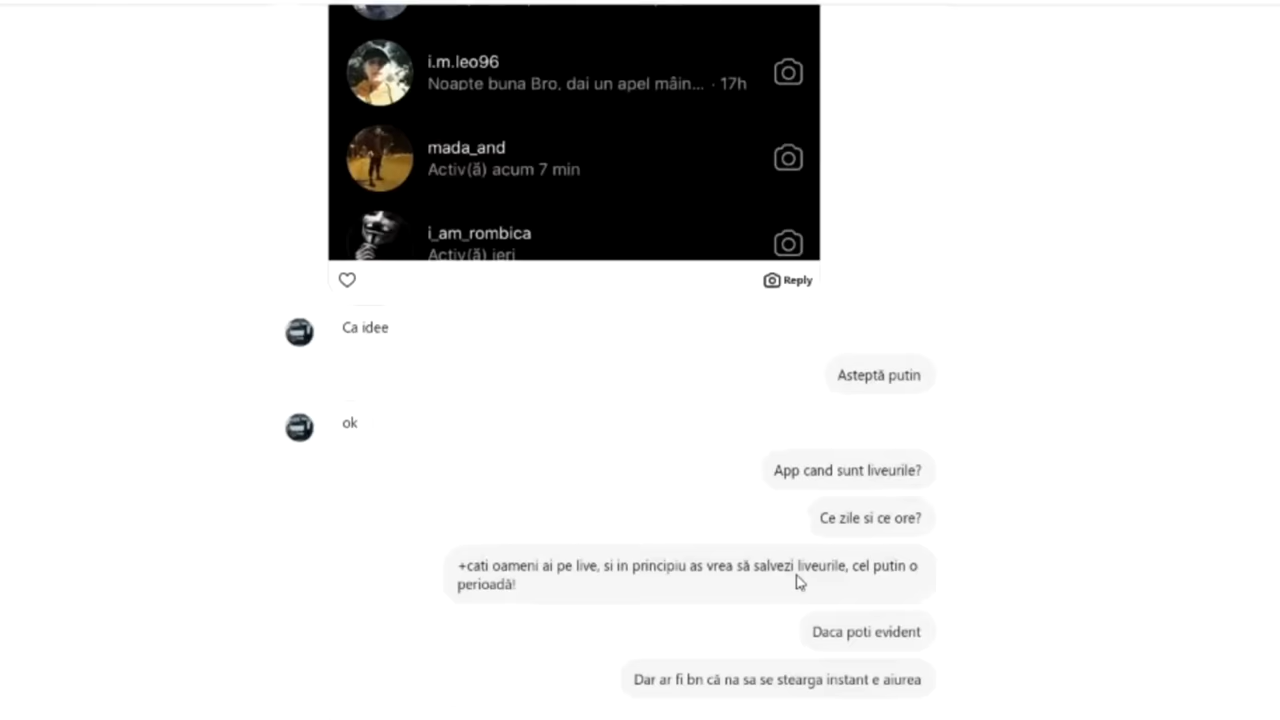 i.m.leo96
Noapte buna Bro, dai un apel mâin... · 17h
mada_and
Activ(ă) acum 7 min
i_am_rombica
Activ(ă) ieri
Reply
Ca idee
Asteptă putin
ok
App cand sunt liveurile?
Ce zile si ce ore?
+cati oameni ai pe live, si in principiu as vrea să salvezi liveurile, cel putin o
perioadă!
Daca poti evident
Dar ar fi bn că na sa se stearga instant e aiurea